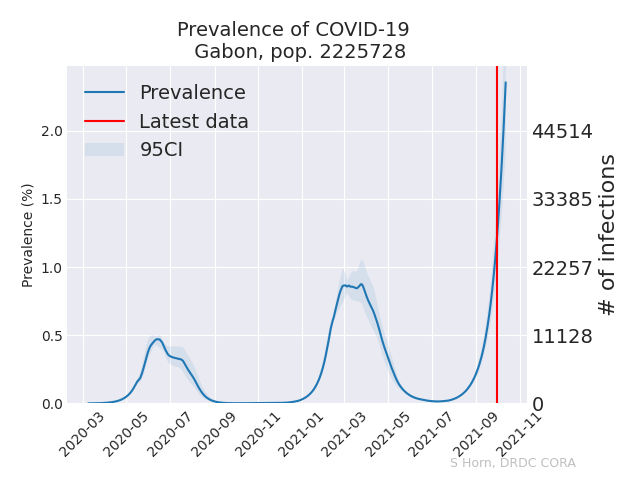 Prevalence of COVID-19
Gabon, pop. 2225728
Prevalence
Latest data
95CI
Prevalence (%)
2.0
1.5
1.0
0.5
0.0
44514
33385
22257
11128
0
# of infections
2020-03
2020-05
2020-07
2020-09
2020-11
2021-01
2021-03
2021-05
2021-07
2021-09
2021-11
S Horn, DRDC CORA